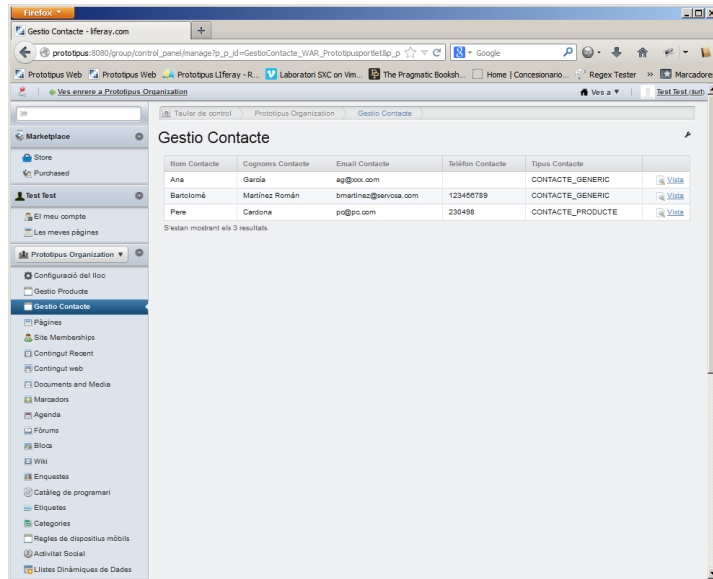 Firefox
Gestio Contacte - liferay.com
prototipus:8080/group/control_panel/manage?p_p_id=GestioContacte_WAR_Prototipusportlet&p_p
Google
Prototipus Web Prototipus Web Prototipus LIferay - R... Laboratori SXC on Vim... The Pragmatic Booksh... Home | Concesionario... Regex Tester » Marcadores
Ves enrere a Prototipus Organization
Ves a ▼ Test Test (surt)
Tauler de control Prototipus Organization Gestio Contacte
Marketplace
Store
Purchased
Test Test
El meu compte
Les meves pàgines
Prototipus Organization ▼
Configuració del lloc
Gestio Producte
Gestio Contacte
Pàgines
Site Memberships
Contingut Recent
Contingut web
Documents and Media
Marcadors
Agenda
Fòrums
Blocs
Wiki
Enquestes
Catàleg de programari
Etiquetes
Categories
Regles de dispositius mòbils
Activitat Social
Llistes Dinàmiques de Dades
Gestio Contacte
Nom Contacte Cognoms Contacte Email Contacte Telèfon Contacte Tipus Contacte
Ana García ag@xxx.com CONTACTE_GENERIC Vista
Bartolomé Martínez Román bmartinez@servosa.com 123456789 CONTACTE_GENERIC Vista
Pere Cardona pc@pc.com 230498 CONTACTE_PRODUCTE Vista
S'estan mostrant els 3 resultats.